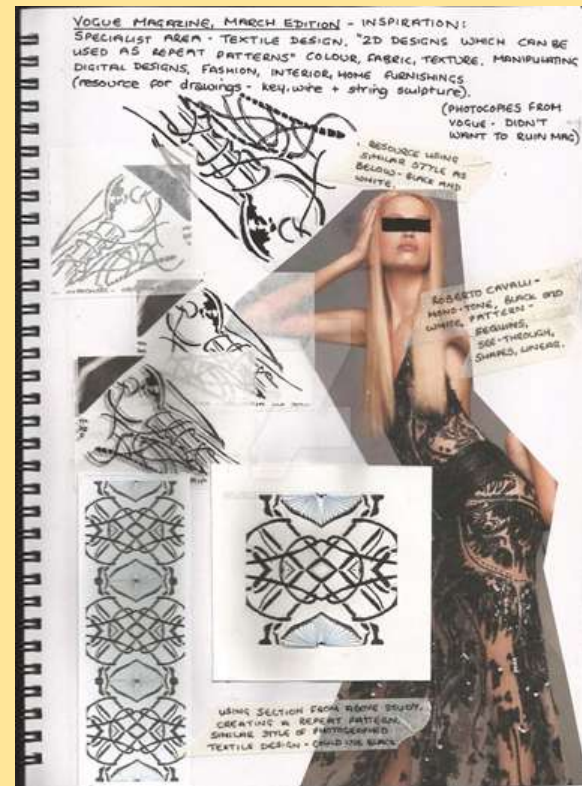 VOGUE MAGAZINE, MARCH EDITION - INSPIRATION:
SPECIALIST AREA - TEXTILE DESIGN. "2D DESIGNS WHICH CAN BE
USED AS REPEAT PATTERNS" COLOUR, FABRIC, TEXTURE, MANIPULATING
DIGITAL DESIGNS, FASHION, INTERIOR, HOME FURNISHINGS
(resource for drawings - key, wire + string sculpture).
(PHOTOCOPIES FROM
VOGUE - DIDN'T
WANT TO RUIN MAG)
. RESOURCE USING
SIMILAR STYLE AS
BELOW - BLACK AND
WHITE.
ROBERTO CAVALLI -
MONO-TONE, BLACK AND
WHITE, PATTERN -
SEQUINS,
SEE-THROUGH,
SHAPES, LINEAR.
USING SECTION FROM ABOVE STUDY,
CREATING A REPEAT PATTERN,
SIMILAR STYLE OF PHOTOGRAPHED
TEXTILE DESIGN - COULD USE BLACK